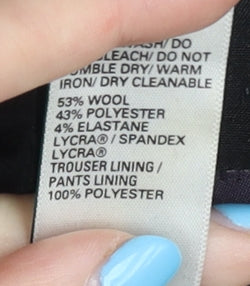 WASH/ DO
BLEACH/ DO NOT
TUMBLE DRY/ WARM
IRON/ DRY CLEANABLE
53% WOOL
43% POLYESTER
4% ELASTANE
LYCRA® / SPANDEX
LYCRA®
TROUSER LINING /
PANTS LINING
100% POLYESTER